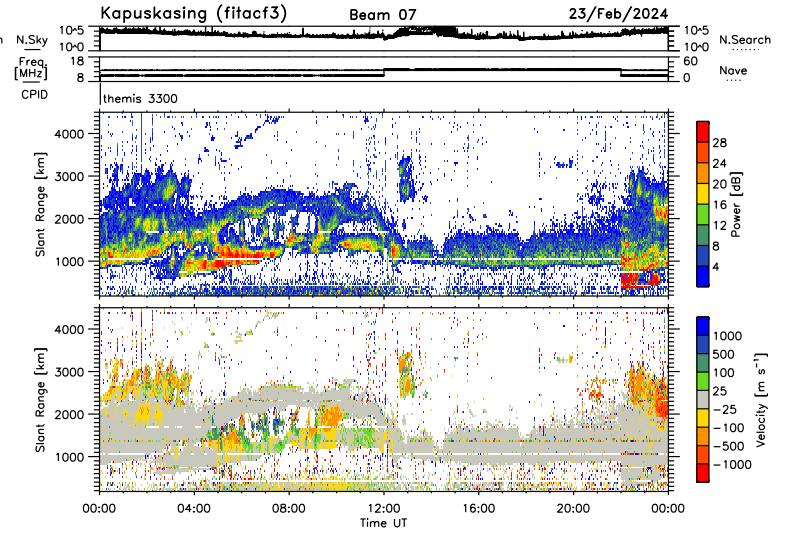 Kapuskasing (fitacf3) Beam 07 23/Feb/2024
n N.Sky 10^5 10^5 N.Search
10^0 10^0
Freq. 18 60 Nave
[MHz] 8 0
CPID themis 3300
Slant Range [km]
4000
3000
2000
1000
28
24
20
16
12
8
4
Power [dB]
Slant Range [km]
4000
3000
2000
1000
1000
500
100
25
-25
-100
-500
-1000
Velocity [m s⁻¹]
00:00 04:00 08:00 12:00 16:00 20:00 00:00
Time UT